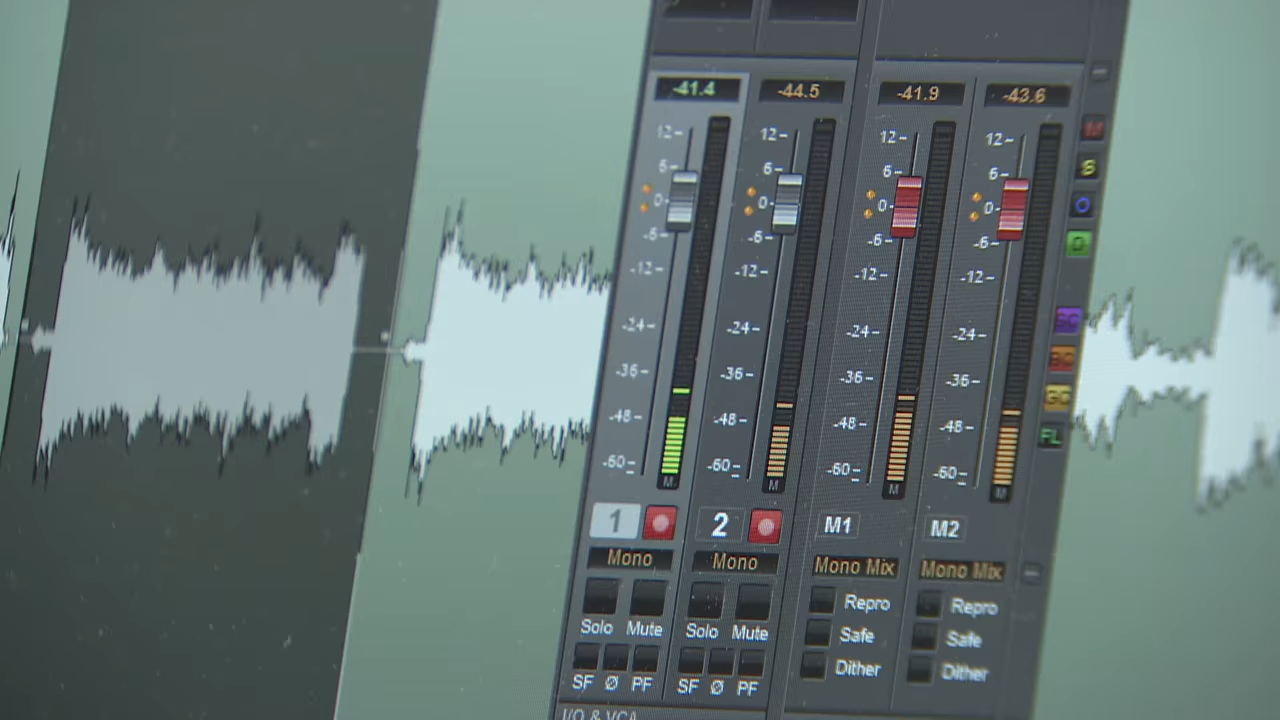 -41.4 -44.5 -41.9 -43.6
12 12 12 12
6 6 6 6
0 0 0 0
-6 -6 -6 -6
-12 -12 -12 -12
-24 -24 -24 -24
-36 -36 -36 -36
-48 -48 -48 -48
-60 -60 -60 -60
M M M M
M
S
O
D
SC
FL
1 2 M1 M2
Mono Mono Mono Mix Mono Mix
Solo Mute Solo Mute
Repro Repro
Safe Safe
Dither Dither
SF Ø PF SF Ø PF
I/O & VCA